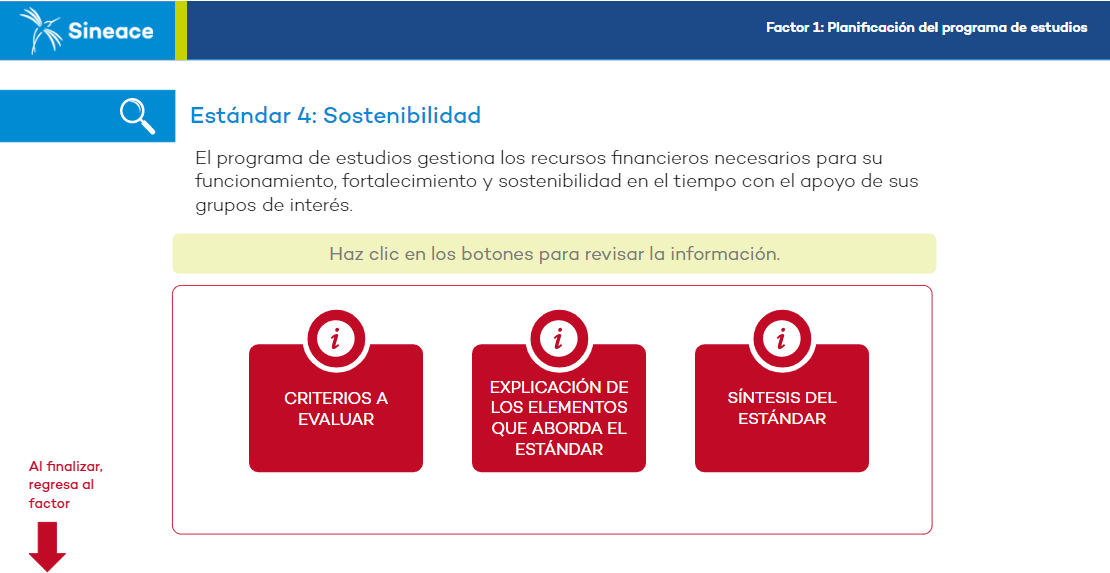 Sineace
Factor 1: Planificación del programa de estudios
Estándar 4: Sostenibilidad
El programa de estudios gestiona los recursos financieros necesarios para su
funcionamiento, fortalecimiento y sostenibilidad en el tiempo con el apoyo de sus
grupos de interés.
Haz clic en los botones para revisar la información.
i
CRITERIOS A
EVALUAR
i
EXPLICACIÓN DE
LOS ELEMENTOS
QUE ABORDA EL
ESTÁNDAR
i
SÍNTESIS DEL
ESTÁNDAR
Al finalizar,
regresa al
factor